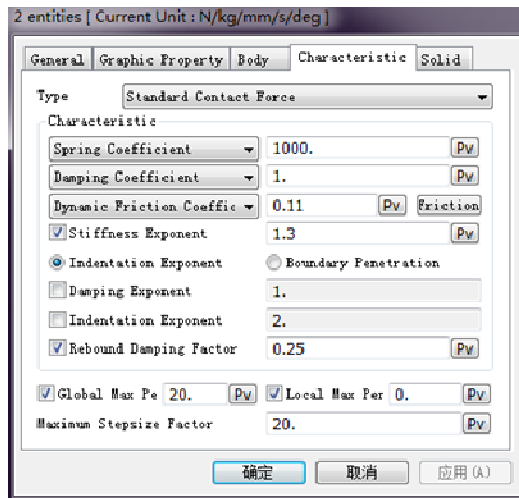 2 entities [ Current Unit : N/kg/mm/s/deg ]
General Graphic Property Body Characteristic Solid
Type Standard Contact Force
Characteristic
Spring Coefficient 1000. Pv
Damping Coefficient 1. Pv
Dynamic Friction Coeffic 0.11 Pv Friction
Stiffness Exponent 1.3 Pv
Indentation Exponent Boundary Penetration
Damping Exponent 1.
Indentation Exponent 2.
Rebound Damping Factor 0.25 Pv
Global Max Pe 20. Pv Local Max Per 0. Pv
Maximum Stepsize Factor 20. Pv
确定 取消 应用(A)